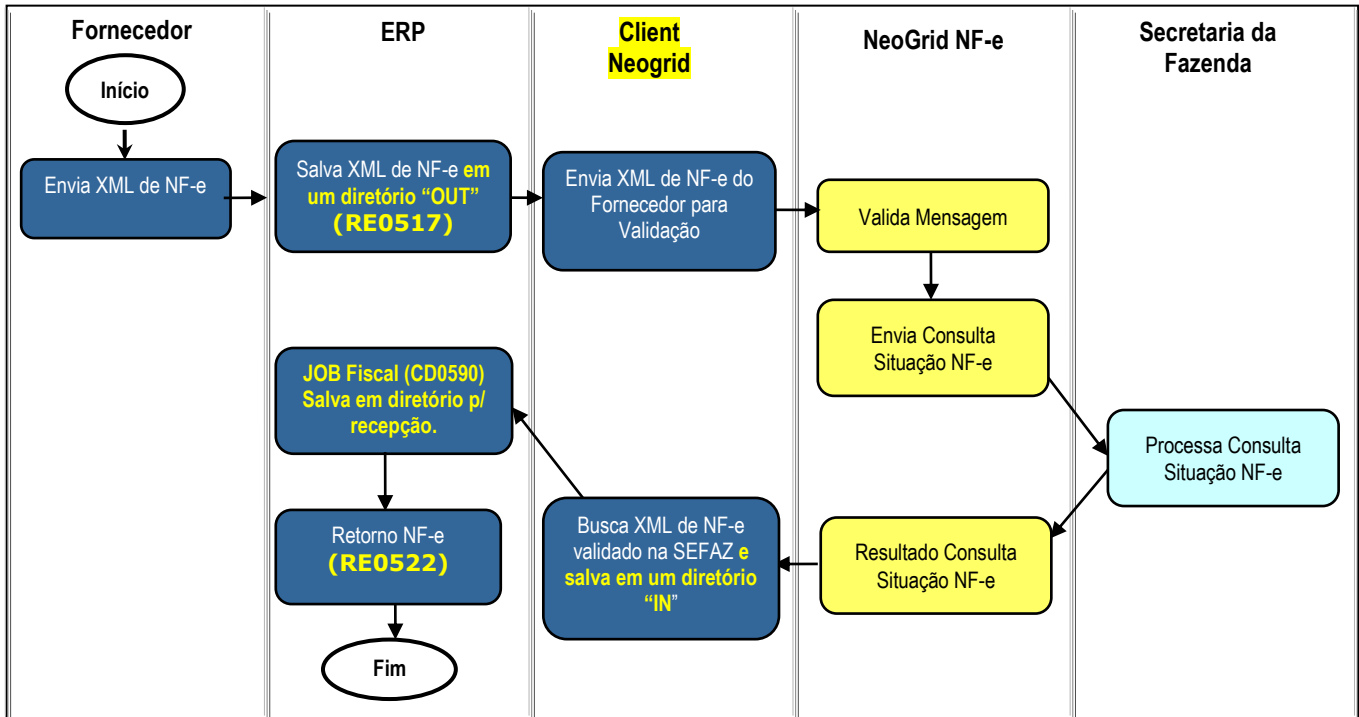 Fornecedor
ERP
Client
Neogrid
NeoGrid NF-e
Secretaria da
Fazenda
Início
Envia XML de NF-e
Salva XML de NF-e em
um diretório “OUT”
(RE0517)
Envia XML de NF-e do
Fornecedor para
Validação
Valida Mensagem
Envia Consulta
Situação NF-e
Processa Consulta
Situação NF-e
Resultado Consulta
Situação NF-e
Busca XML de NF-e
validado na SEFAZ e
salva em um diretório
“IN”
JOB Fiscal (CD0590)
Salva em diretório p/
recepção.
Retorno NF-e
(RE0522)
Fim